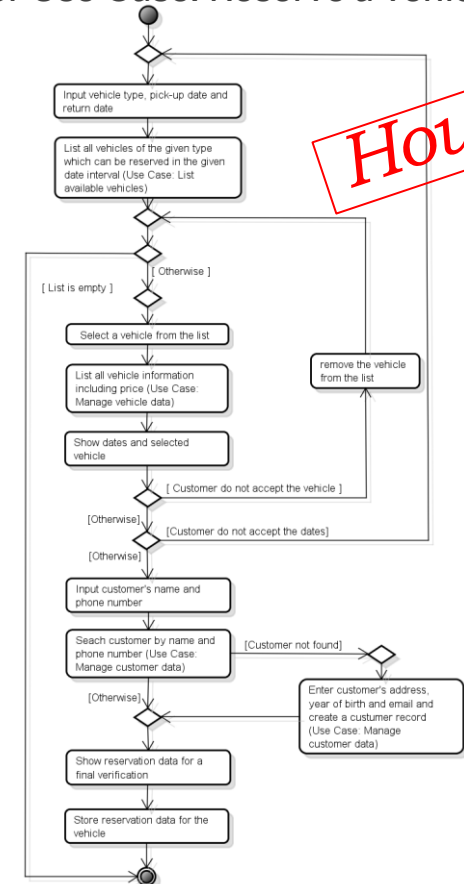 Input vehicle type, pick-up date and
return date
List all vehicles of the given type
which can be reserved in the given
date interval (Use Case: List
available vehicles)
[ Otherwise ]
[ List is empty ]
Select a vehicle from the list
List all vehicle information
including price (Use Case:
Manage vehicle data)
remove the vehicle
from the list
Show dates and selected
vehicle
[ Customer do not accept the vehicle ]
[Otherwise]
[Customer do not accept the dates]
[Otherwise]
Input customer's name and
phone number
Seach customer by name and
phone number (Use Case:
Manage customer data)
[Customer not found]
[Otherwise]
Enter customer's address,
year of birth and email and
create a custumer record
(Use Case: Manage
customer data)
Show reservation data for a
final verification
Store reservation data for the
vehicle